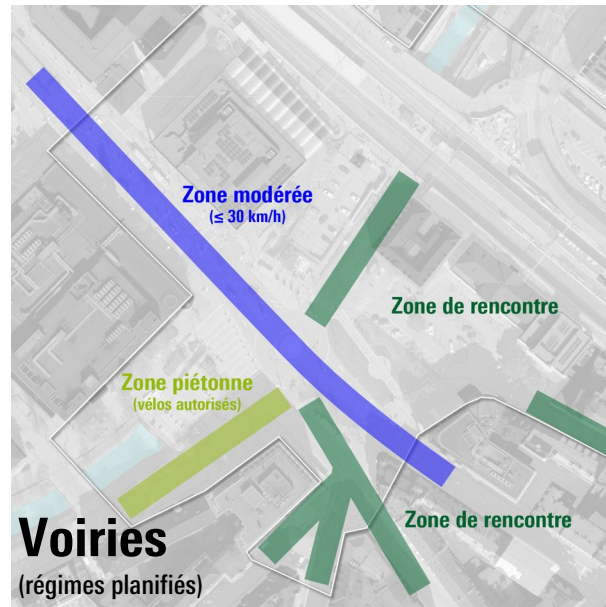 Zone modérée
(≤ 30 km/h)
Zone de rencontre
Zone piétonne
(vélos autorisés)
Zone de rencontre
Voiries
(régimes planifiés)